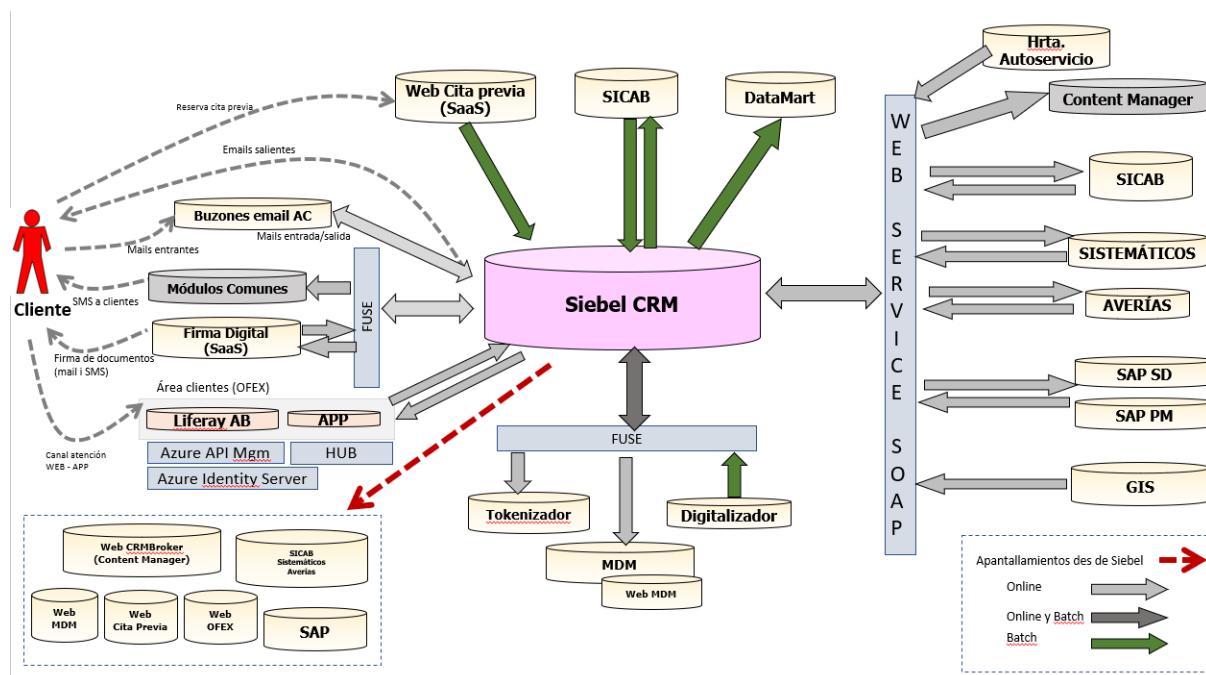 Hrta.
Autoservicio
Web Cita previa
(SaaS)
SICAB
DataMart
Content Manager
Reserva cita previa
Emails salientes
SICAB
Buzones email AC
Mails entrada/salida
Mails entrantes
SISTEMÁTICOS
Cliente
Módulos Comunes
SMS a clientes
FUSE
Siebel CRM
WEB SERVICE SOAP
AVERÍAS
Firma Digital
(SaaS)
Firma de documentos
(mail i SMS)
SAP SD
Área clientes (OFEX)
Liferay AB
APP
SAP PM
FUSE
Canal atención
WEB - APP
Azure API Mgm
HUB
Azure Identity Server
GIS
Tokenizador
Digitalizador
MDM
Web MDM
Web CRMBroker
(Content Manager)
SICAB
Sistemáticos
Averias
Web
MDM
Web
Cita Previa
Web
OFEX
SAP
Apantallamientos des de Siebel
Online
Online y Batch
Batch